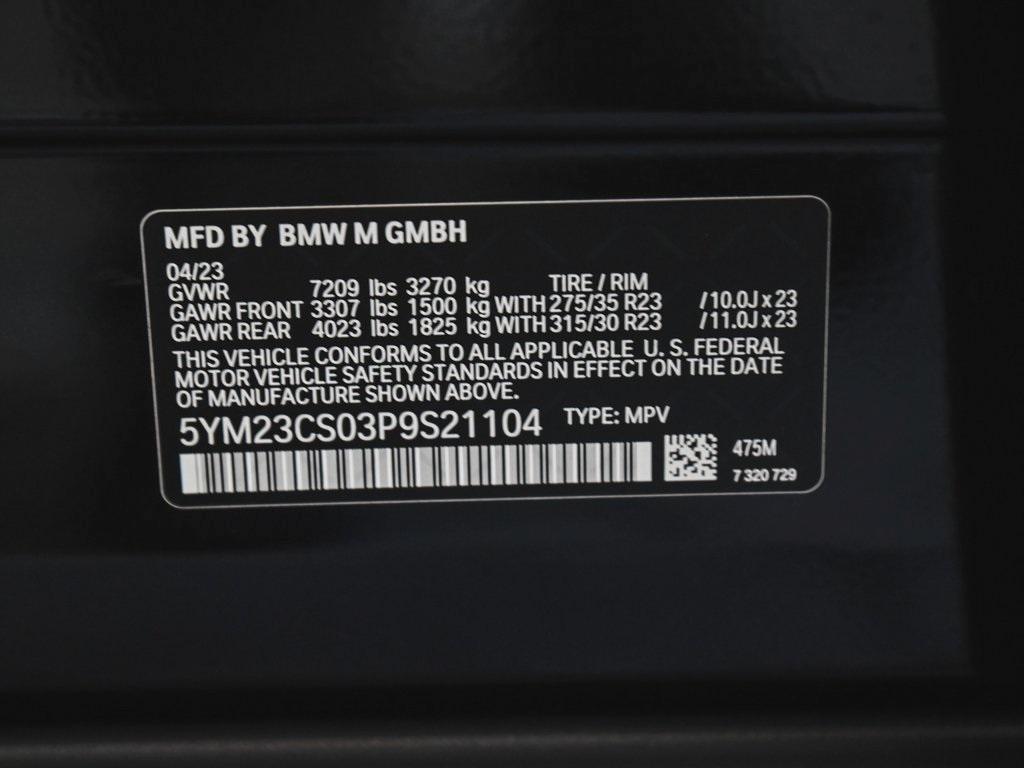 MFD BY BMW M GMBH
04/23
GVWR 7209 lbs 3270 kg TIRE / RIM
GAWR FRONT 3307 lbs 1500 kg WITH 275/35 R23 / 10.0J x 23
GAWR REAR 4023 lbs 1825 kg WITH 315/30 R23 / 11.0J x 23
THIS VEHICLE CONFORMS TO ALL APPLICABLE U. S. FEDERAL
MOTOR VEHICLE SAFETY STANDARDS IN EFFECT ON THE DATE
OF MANUFACTURE SHOWN ABOVE.
5YM23CS03P9S21104 TYPE: MPV
475M
7 320 729